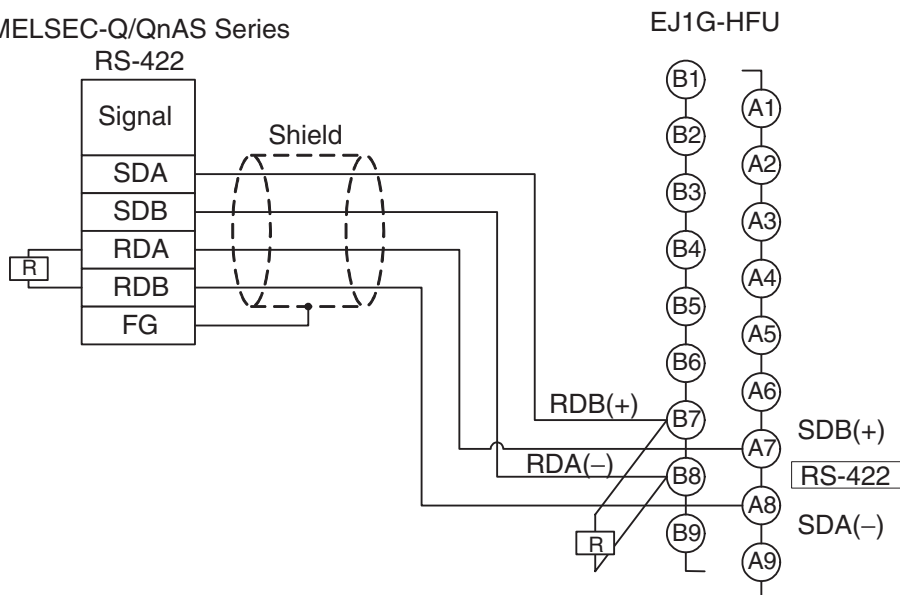 MELSEC-Q/QnAS Series
RS-422
EJ1G-HFU
Signal
Shield
SDA
SDB
RDA
RDB
FG
R
B1
B2
B3
B4
B5
B6
B7
B8
B9
A1
A2
A3
A4
A5
A6
A7
A8
A9
RDB(+)
RDA(−)
R
SDB(+)
RS-422
SDA(−)